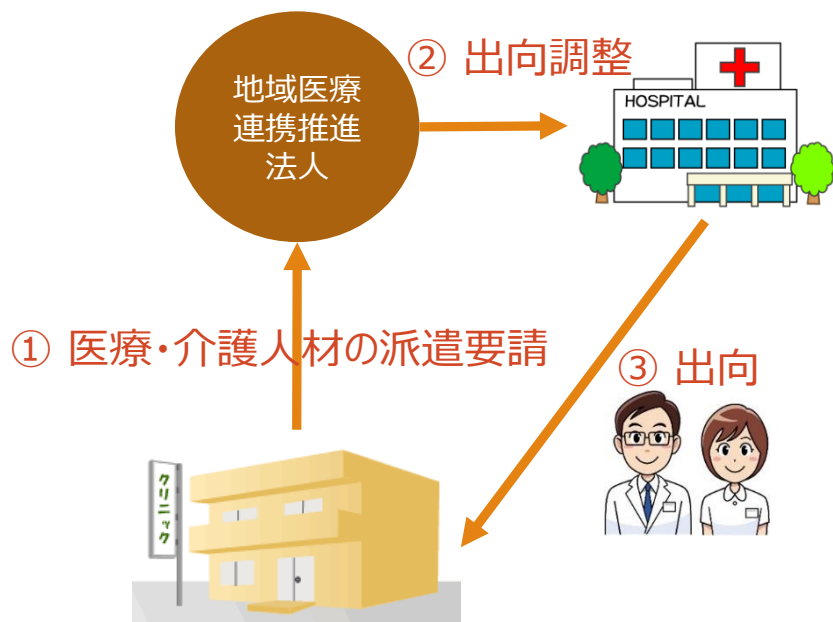 ② 出向調整
地域医療
連携推進
法人
HOSPITAL
① 医療・介護人材の派遣要請
③ 出向
クリニック